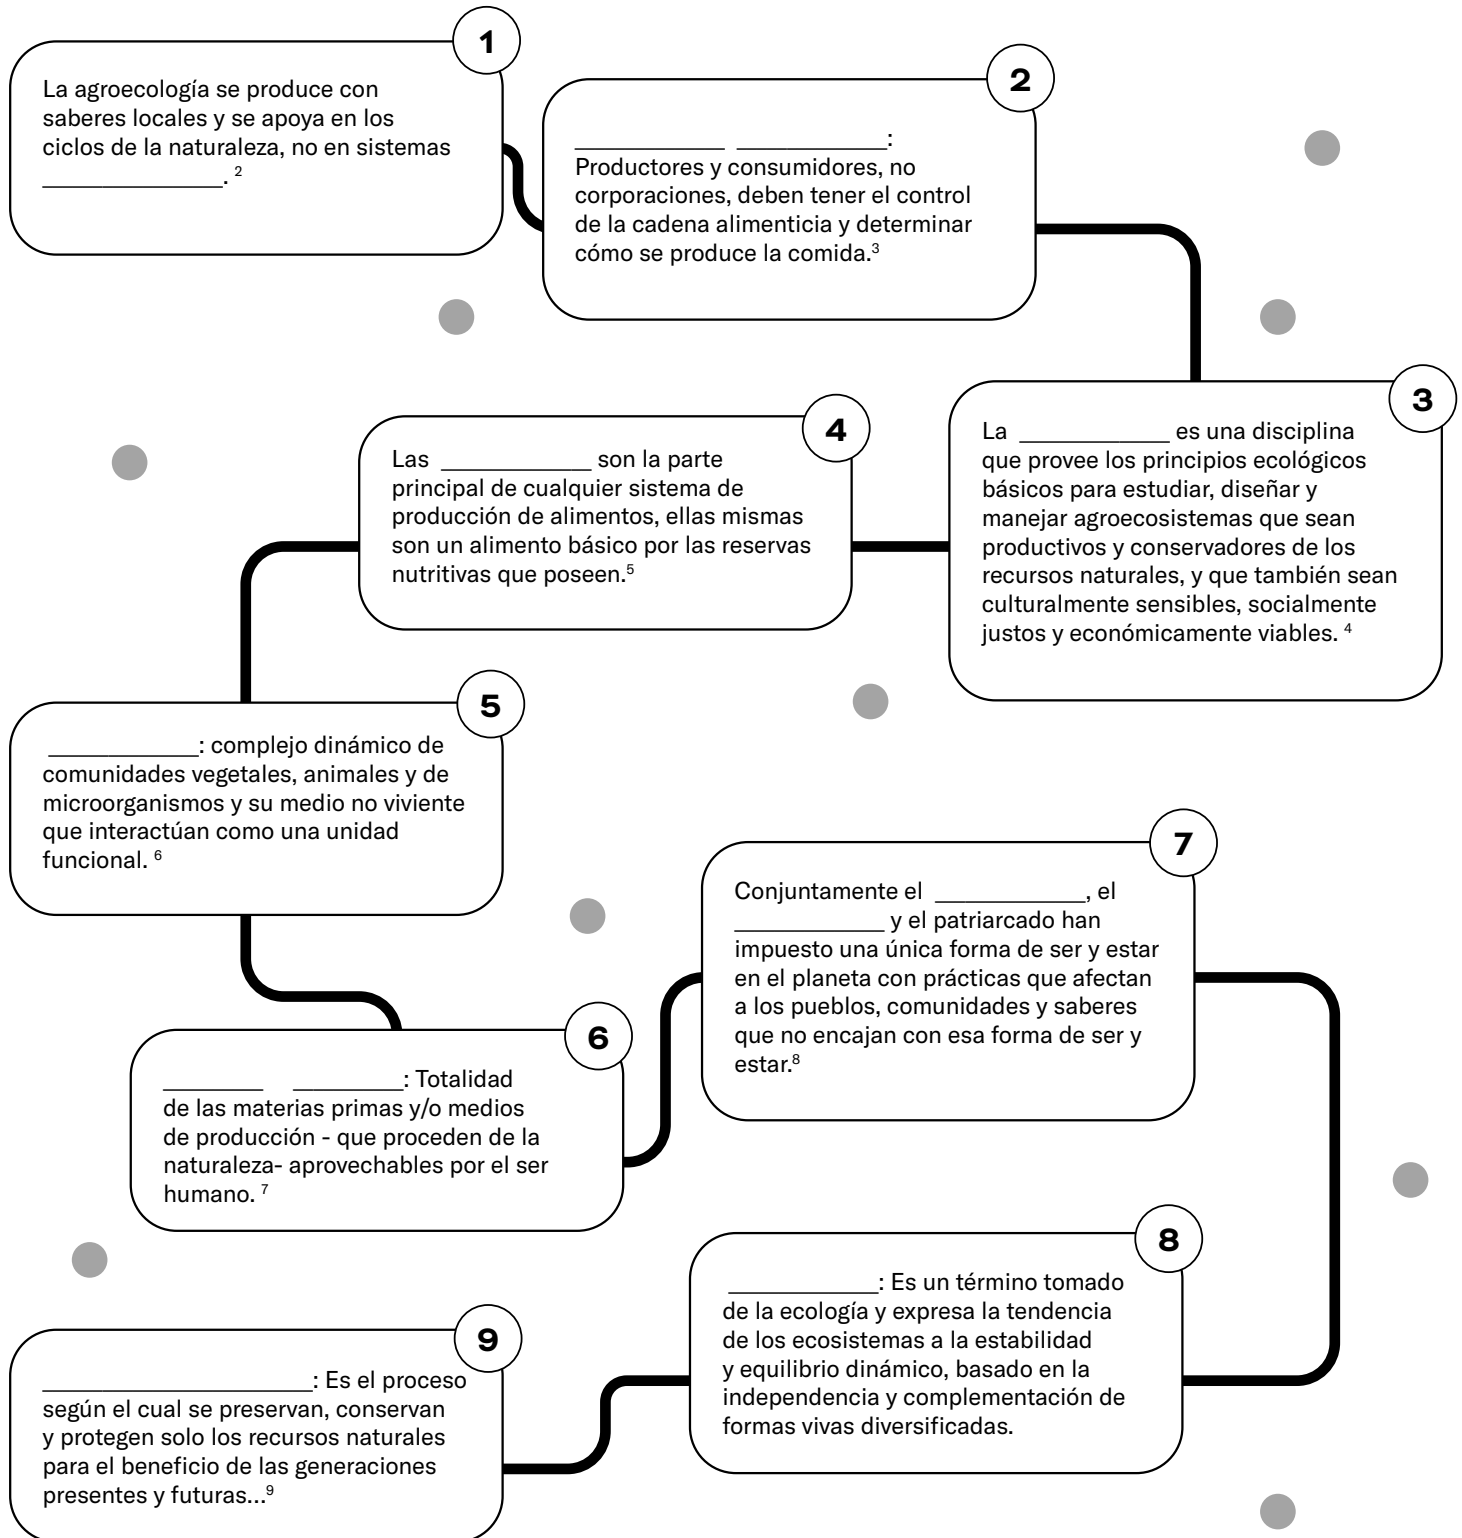 1
La agroecología se produce con
saberes locales y se apoya en los
ciclos de la naturaleza, no en sistemas
_______________. 2
2
____________ ____________:
Productores y consumidores, no
corporaciones, deben tener el control
de la cadena alimenticia y determinar
cómo se produce la comida.3
3
La ____________ es una disciplina
que provee los principios ecológicos
básicos para estudiar, diseñar y
manejar agroecosistemas que sean
productivos y conservadores de los
recursos naturales, y que también sean
culturalmente sensibles, socialmente
justos y económicamente viables. 4
4
Las ____________ son la parte
principal de cualquier sistema de
producción de alimentos, ellas mismas
son un alimento básico por las reservas
nutritivas que poseen.5
5
____________: complejo dinámico de
comunidades vegetales, animales y de
microorganismos y su medio no viviente
que interactúan como una unidad
funcional. 6
6
________ _________: Totalidad
de las materias primas y/o medios
de producción - que proceden de la
naturaleza- aprovechables por el ser
humano. 7
7
Conjuntamente el ____________, el
____________ y el patriarcado han
impuesto una única forma de ser y estar
en el planeta con prácticas que afectan
a los pueblos, comunidades y saberes
que no encajan con esa forma de ser y
estar.8
8
____________: Es un término tomado
de la ecología y expresa la tendencia
de los ecosistemas a la estabilidad
y equilibrio dinámico, basado en la
independencia y complementación de
formas vivas diversificadas.
9
______________________: Es el proceso
según el cual se preservan, conservan
y protegen solo los recursos naturales
para el beneficio de las generaciones
presentes y futuras...9